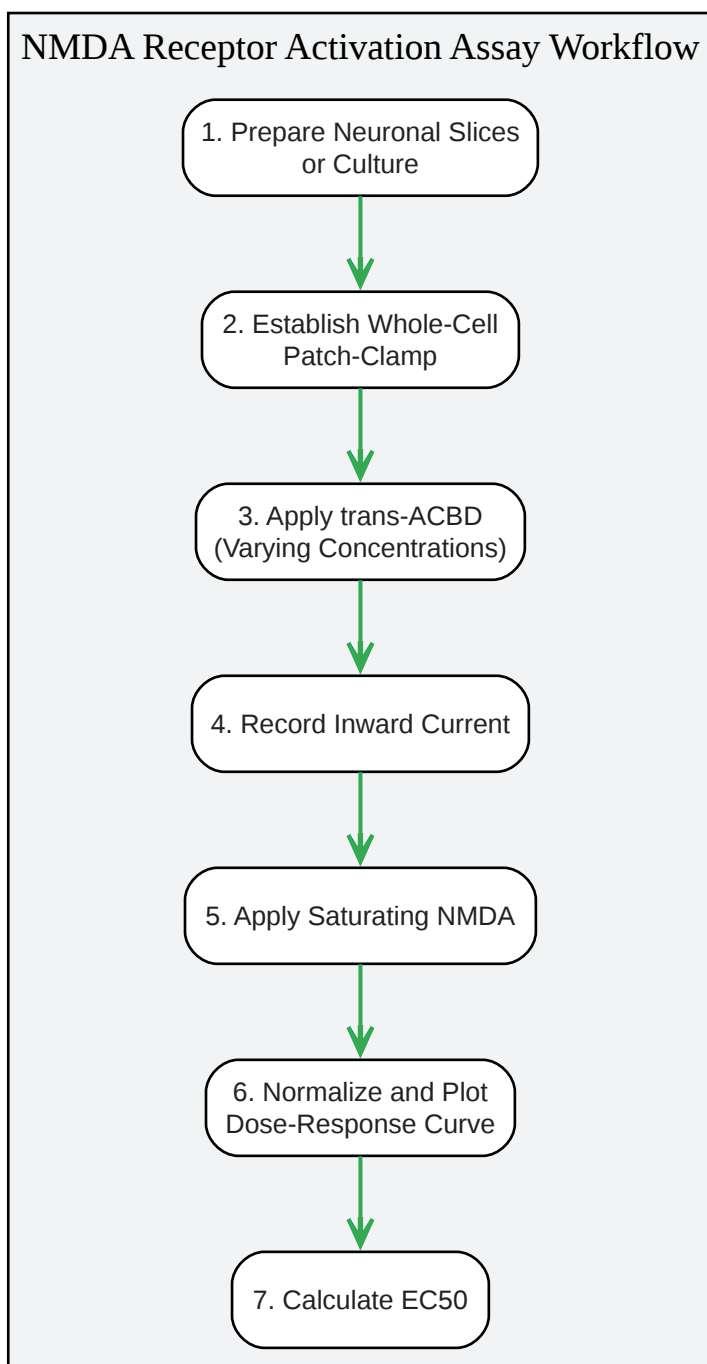 NMDA Receptor Activation Assay Workflow
1. Prepare Neuronal Slices
or Culture
2. Establish Whole-Cell
Patch-Clamp
3. Apply trans-ACBD
(Varying Concentrations)
4. Record Inward Current
5. Apply Saturating NMDA
6. Normalize and Plot
Dose-Response Curve
7. Calculate EC50